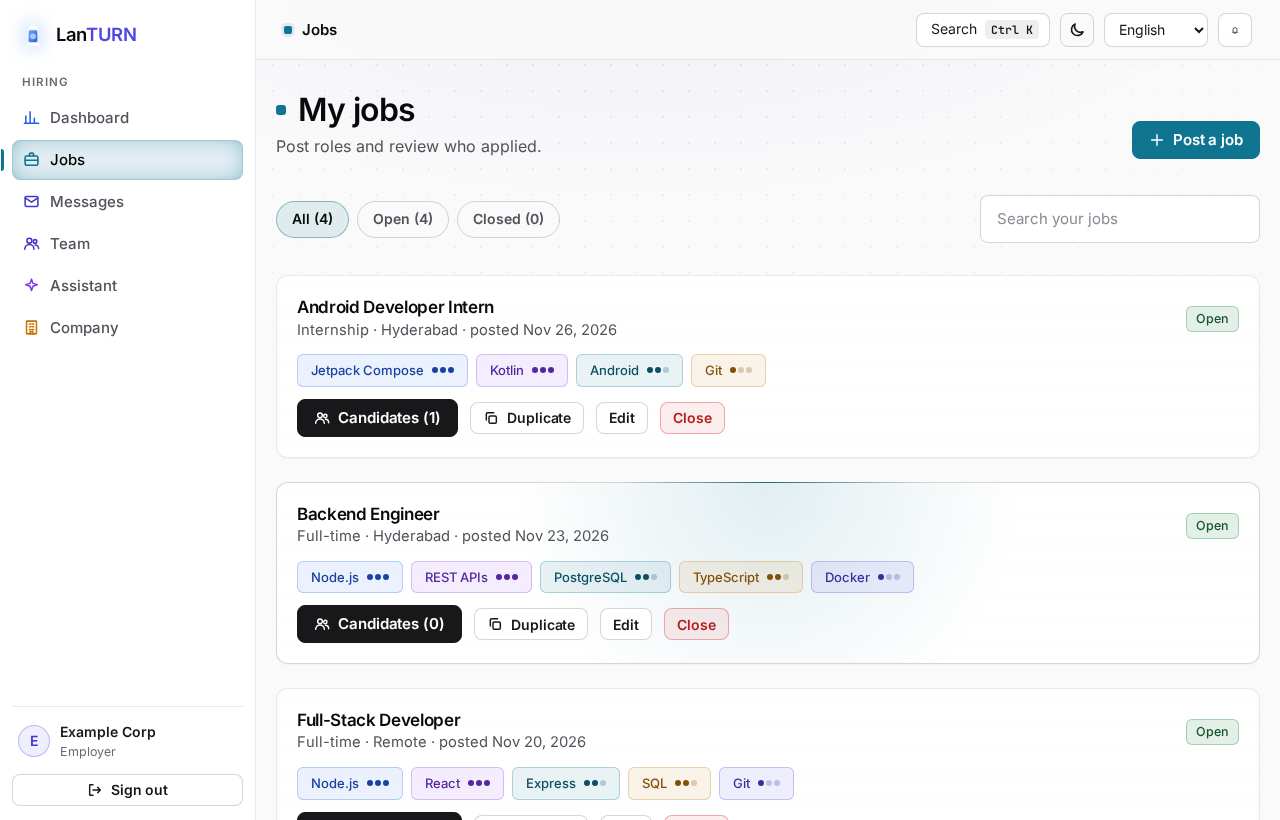 LanTURN
HIRING
Dashboard
Jobs
Messages
Team
Assistant
Company
E
Example Corp
Employer
Sign out
Jobs
Search Ctrl K
English
My jobs
Post roles and review who applied.
Post a job
All (4)
Open (4)
Closed (0)
Search your jobs
Android Developer Intern
Internship · Hyderabad · posted Nov 26, 2026
Open
Jetpack Compose
Kotlin
Android
Git
Candidates (1)
Duplicate
Edit
Close
Backend Engineer
Full-time · Hyderabad · posted Nov 23, 2026
Open
Node.js
REST APIs
PostgreSQL
TypeScript
Docker
Candidates (0)
Duplicate
Edit
Close
Full-Stack Developer
Full-time · Remote · posted Nov 20, 2026
Open
Node.js
React
Express
SQL
Git